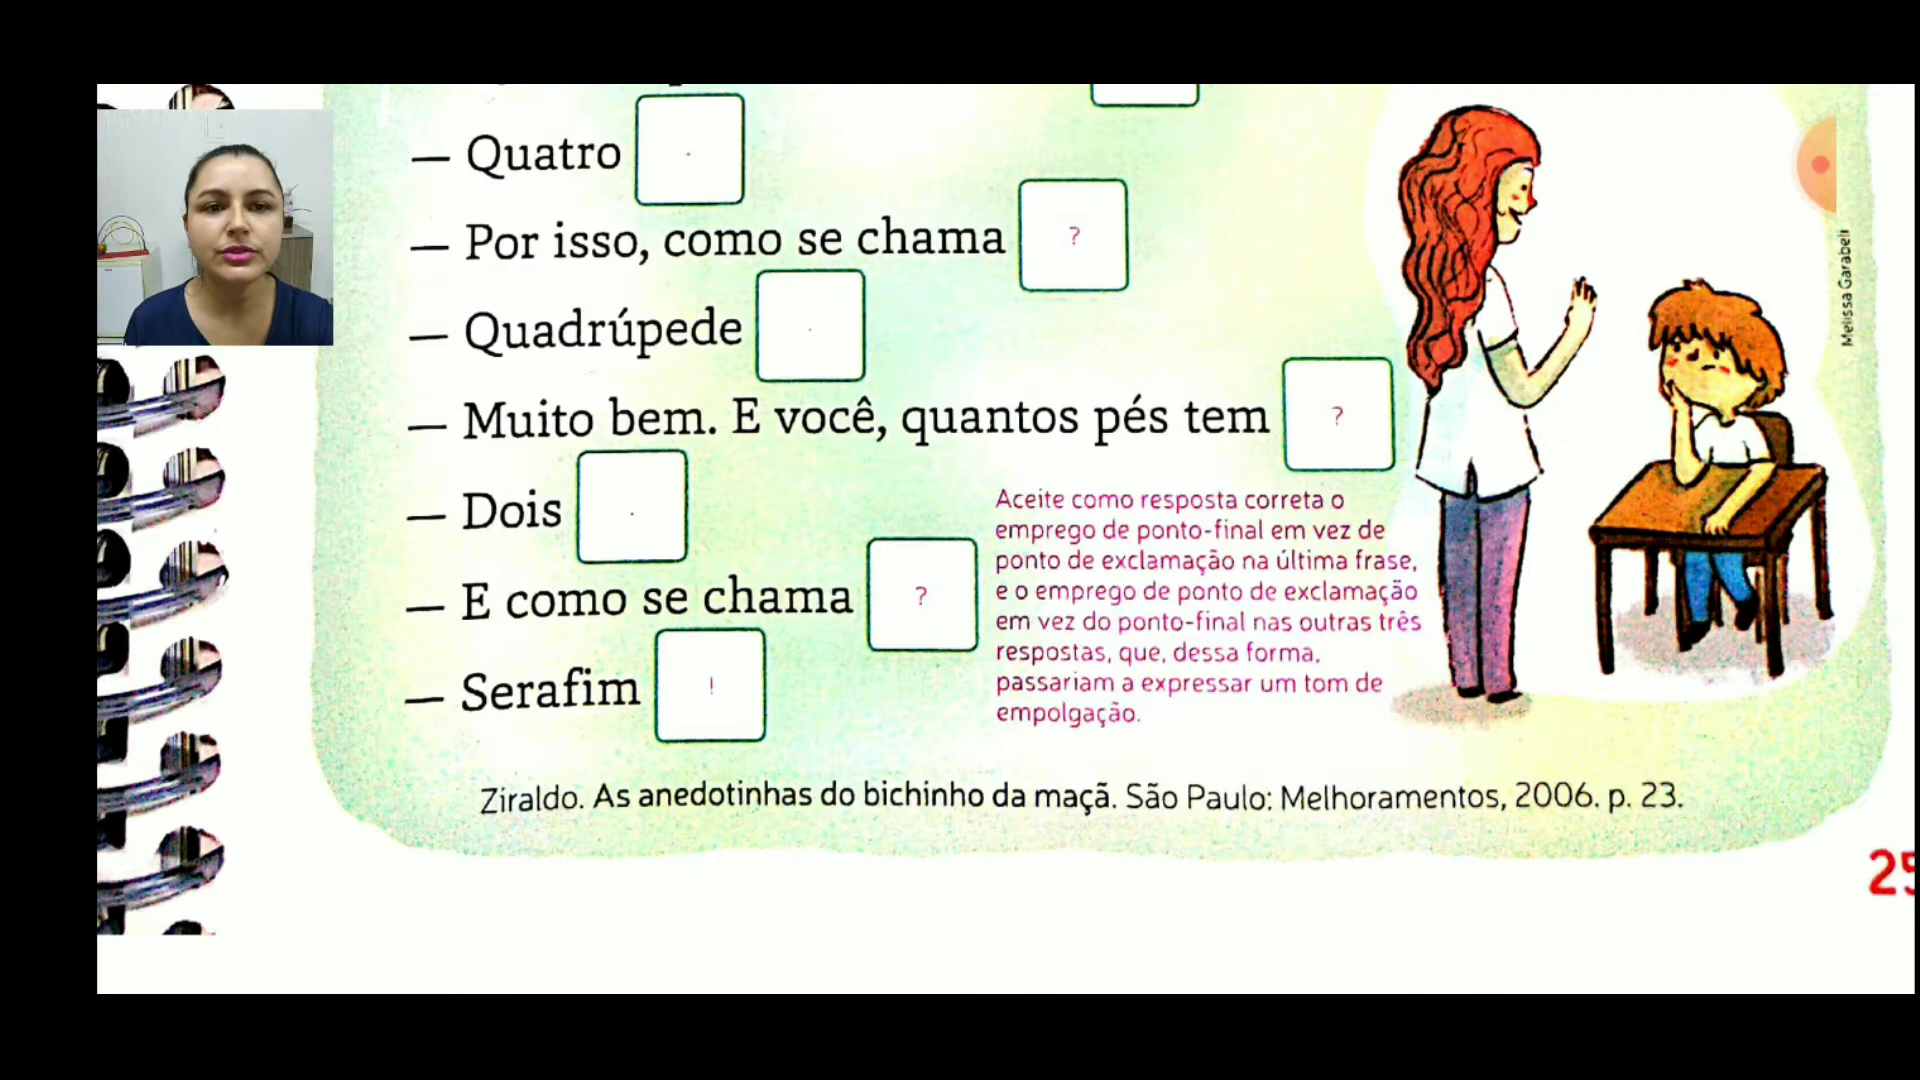 — Quatro .
— Por isso, como se chama ?
— Quadrúpede .
— Muito bem. E você, quantos pés tem ?
— Dois .
— E como se chama ?
— Serafim !
Aceite como resposta correta o
emprego de ponto-final em vez de
ponto de exclamação na última frase,
e o emprego de ponto de exclamação
em vez do ponto-final nas outras três
respostas, que, dessa forma,
passariam a expressar um tom de
empolgação.
Melissa Garabeli
Ziraldo. As anedotinhas do bichinho da maçã. São Paulo: Melhoramentos, 2006. p. 23.